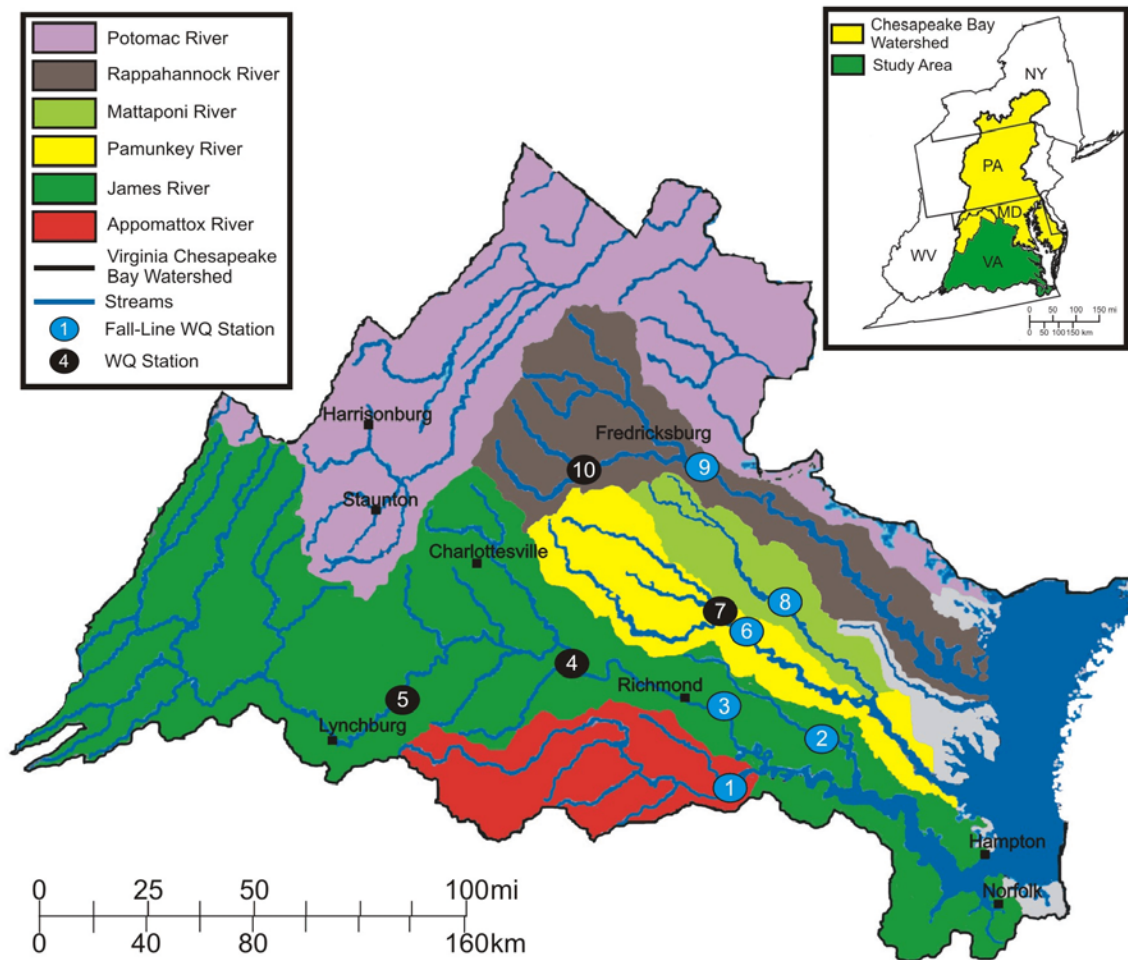 Potomac River
Rappahannock River
Mattaponi River
Pamunkey River
James River
Appomattox River
Virginia Chesapeake
Bay Watershed
Streams
1 Fall-Line WQ Station
4 WQ Station
Chesapeake Bay
Watershed
Study Area
NY
PA
MD
WV
VA
0 50 100 150 mi
0 50 100 150 km
Harrisonburg
Fredricksburg
10
9
Staunton
Charlottesville
8
7
6
4
5
Richmond
3
Lynchburg
2
1
Hampton
Norfolk
0 25 50 100mi
0 40 80 160km